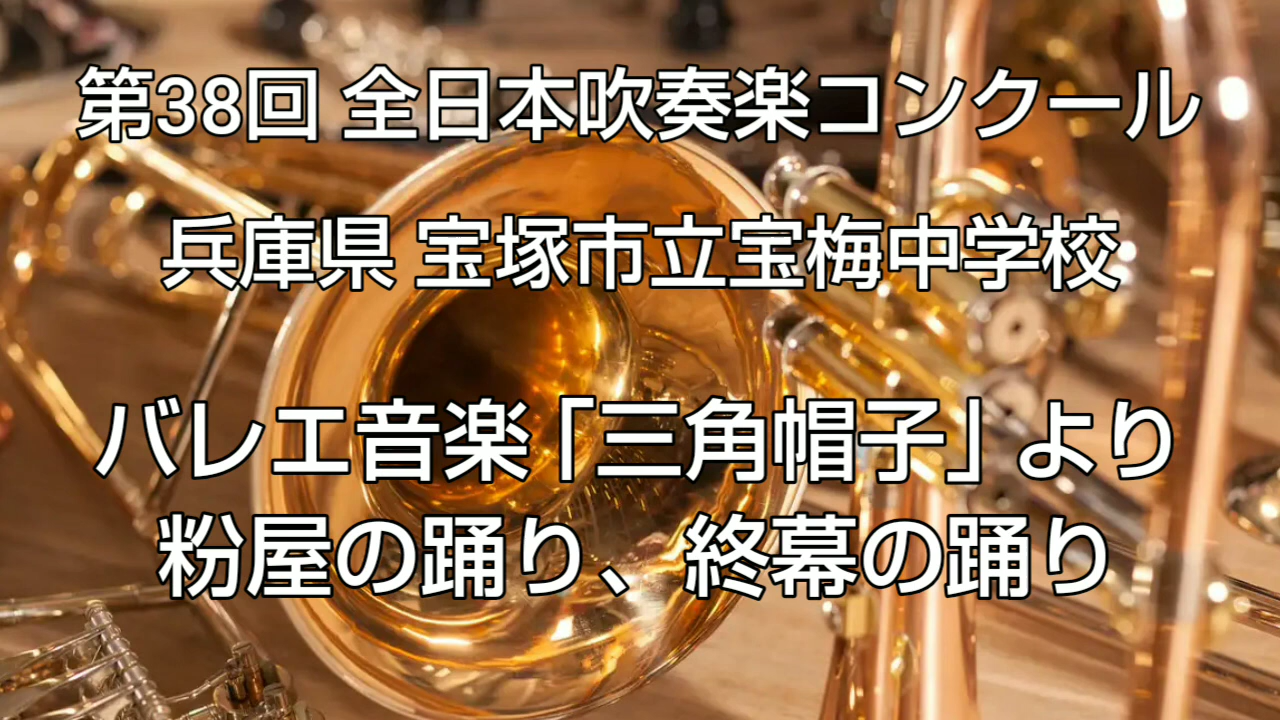 第38回 全日本吹奏楽コンクール
兵庫県 宝塚市立宝梅中学校
バレエ音楽「三角帽子」より
粉屋の踊り、終幕の踊り